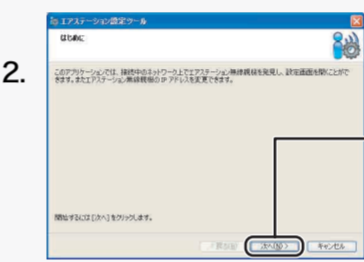 エアステーション設定ツール
はじめに
2.
このアプリケーションでは、接続中のネットワーク上でエアステーション無線親機を発見し、設定画面を開くことがで
きます。またエアステーション無線親機の IP アドレスを変更できます。
開始するには [次へ] をクリックします。
< 戻る(B)
次へ(N) >
キャンセル